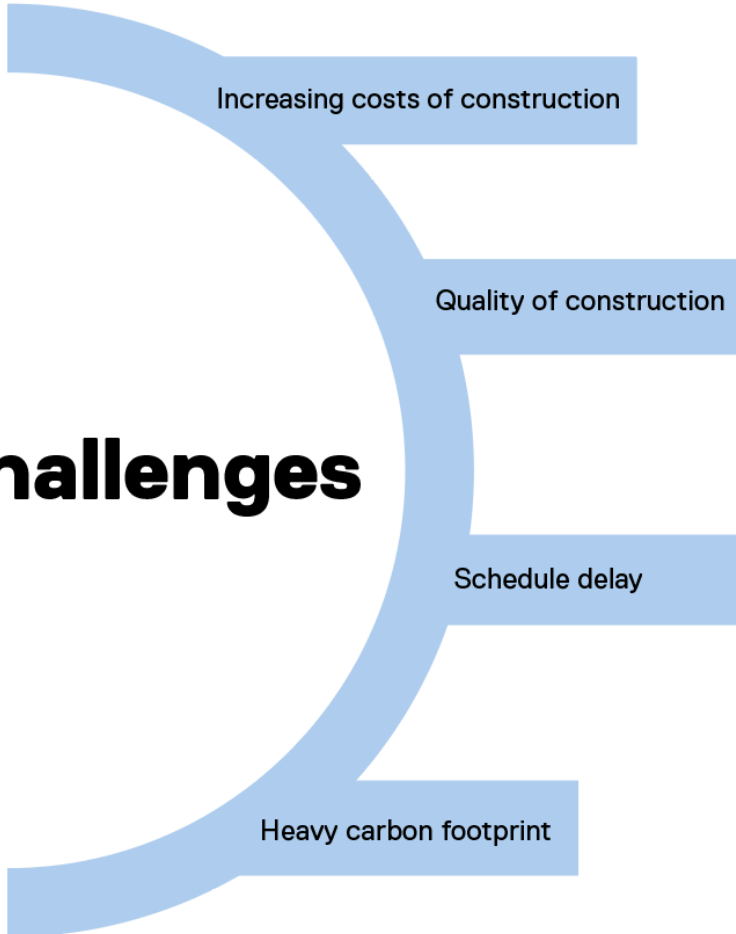 Increasing costs of construction
Quality of construction
hallenges
Schedule delay
Heavy carbon footprint